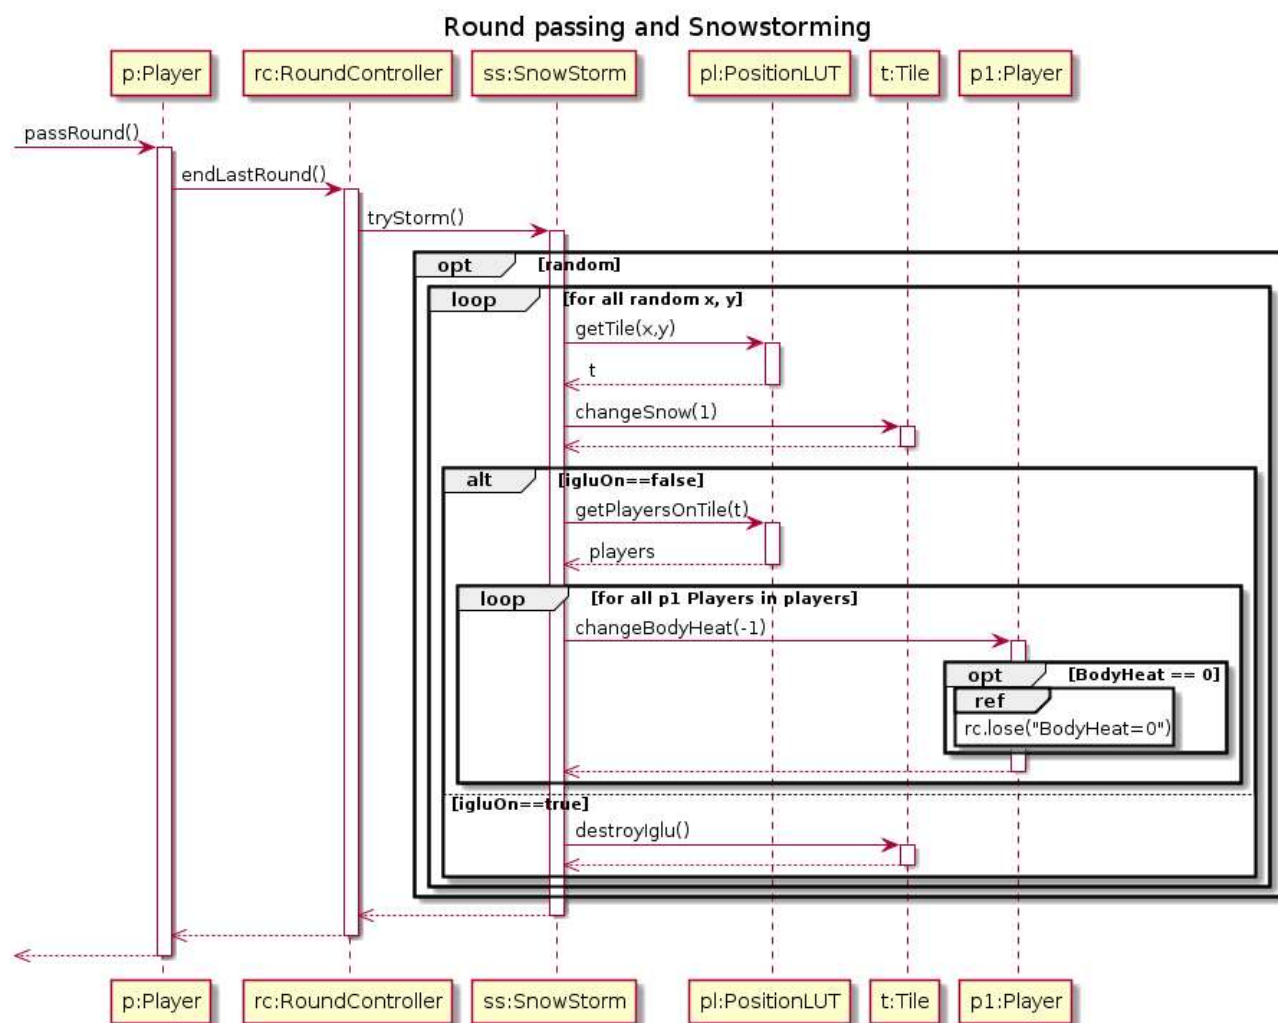 Round passing and Snowstorming
p:Player rc:RoundController ss:SnowStorm pl:PositionLUT t:Tile p1:Player
passRound()
endLastRound()
tryStorm()
opt [random]
loop [for all random x, y]
getTile(x,y)
t
changeSnow(1)
alt [igluOn==false]
getPlayersOnTile(t)
players
loop [for all p1 Players in players]
changeBodyHeat(-1)
opt [BodyHeat == 0]
ref
rc.lose("BodyHeat=0")
[igluOn==true]
destroyIglu()
p:Player rc:RoundController ss:SnowStorm pl:PositionLUT t:Tile p1:Player